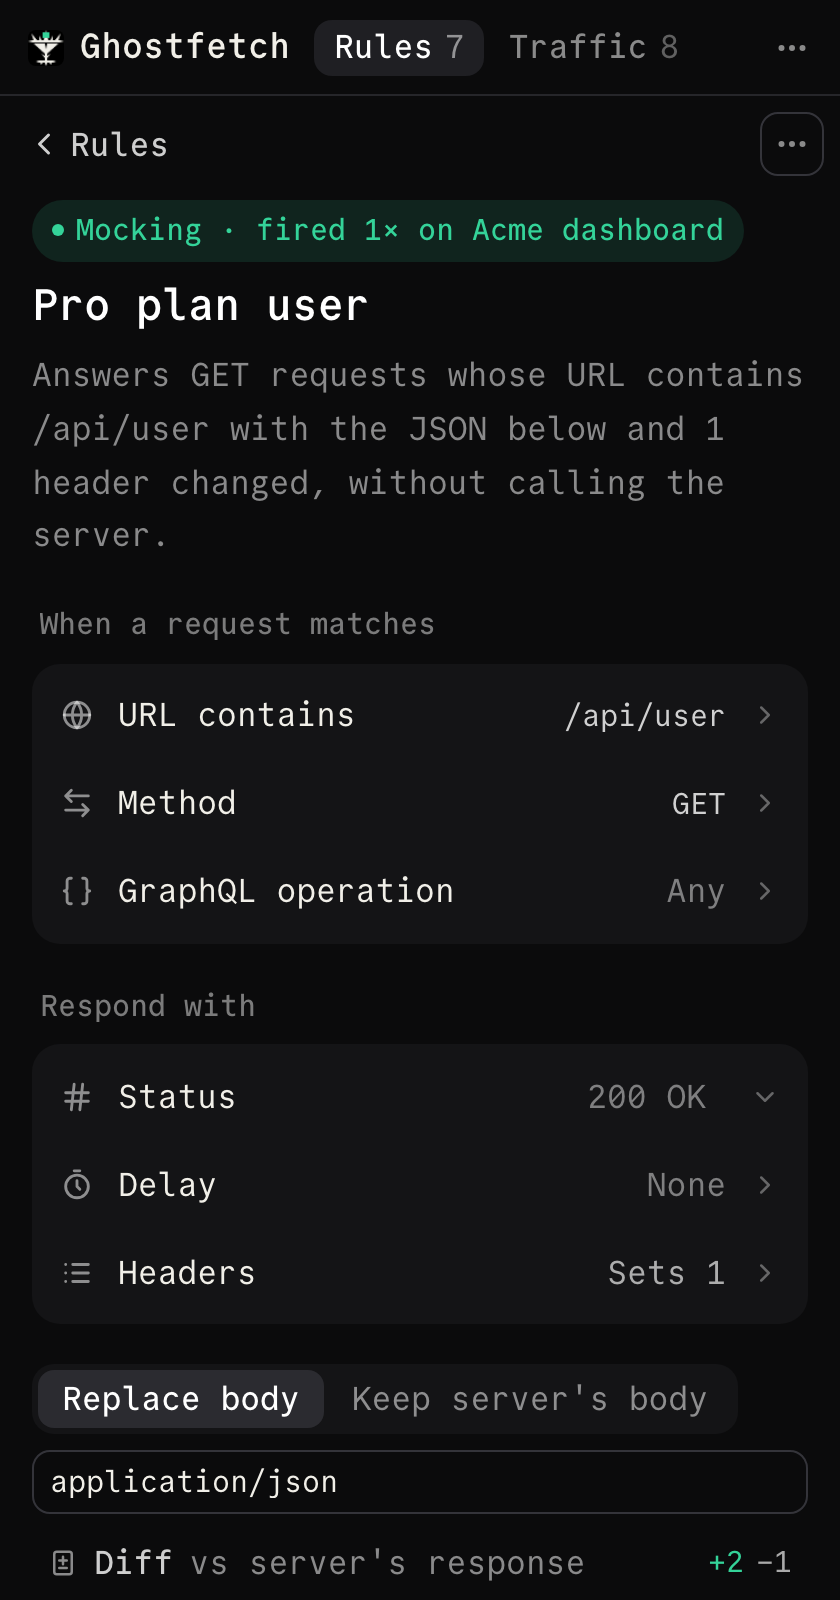 Ghostfetch Rules 7 Traffic 8 ···
Rules ···
Mocking · fired 1× on Acme dashboard
Pro plan user
Answers GET requests whose URL contains
/api/user with the JSON below and 1
header changed, without calling the
server.
When a request matches
URL contains /api/user
Method GET
GraphQL operation Any
Respond with
Status 200 OK
Delay None
Headers Sets 1
Replace body Keep server's body
application/json
Diff vs server's response +2 −1